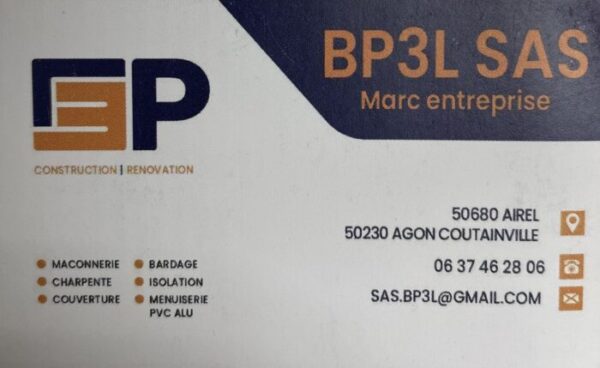 BP3L SAS
Marc entreprise
CONSTRUCTION | RENOVATION
50680 AIREL
50230 AGON COUTAINVILLE
06 37 46 28 06
SAS.BP3L@GMAIL.COM
MACONNERIE
CHARPENTE
COUVERTURE
BARDAGE
ISOLATION
MENUISERIE
PVC ALU